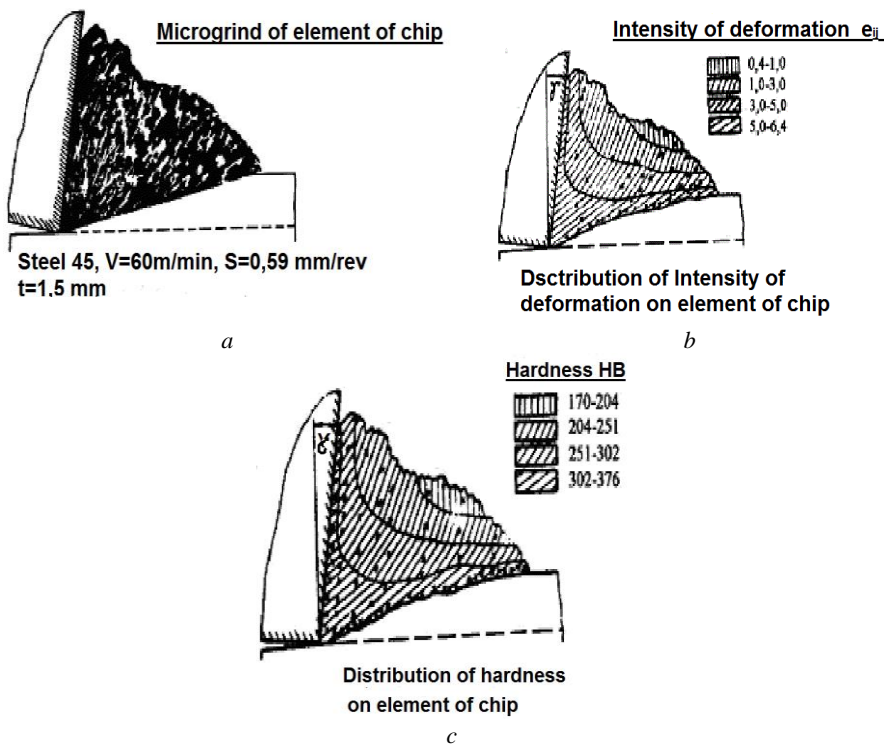 Microgrind of element of chip
Steel 45, V=60m/min, S=0,59 mm/rev
t=1,5 mm
a
Intensity of deformation e_ij
γ
0,4-1,0
1,0-3,0
3,0-5,0
5,0-6,4
Dsctribution of Intensity of
deformation on element of chip
b
Hardness HB
γ
170-204
204-251
251-302
302-376
Distribution of hardness
on element of chip
c